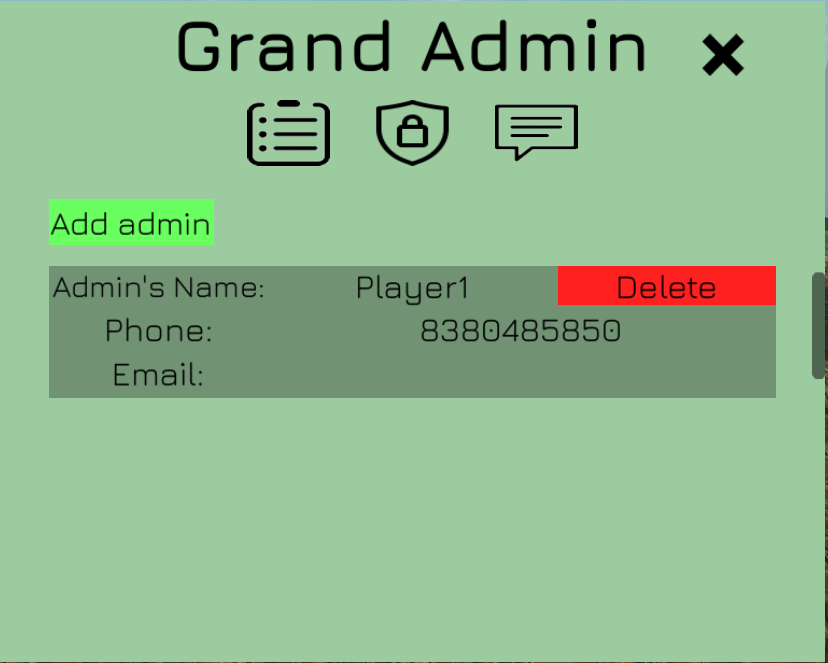 Grand Admin
Add admin
Admin's Name: Player1 Delete
Phone: 8380485850
Email: